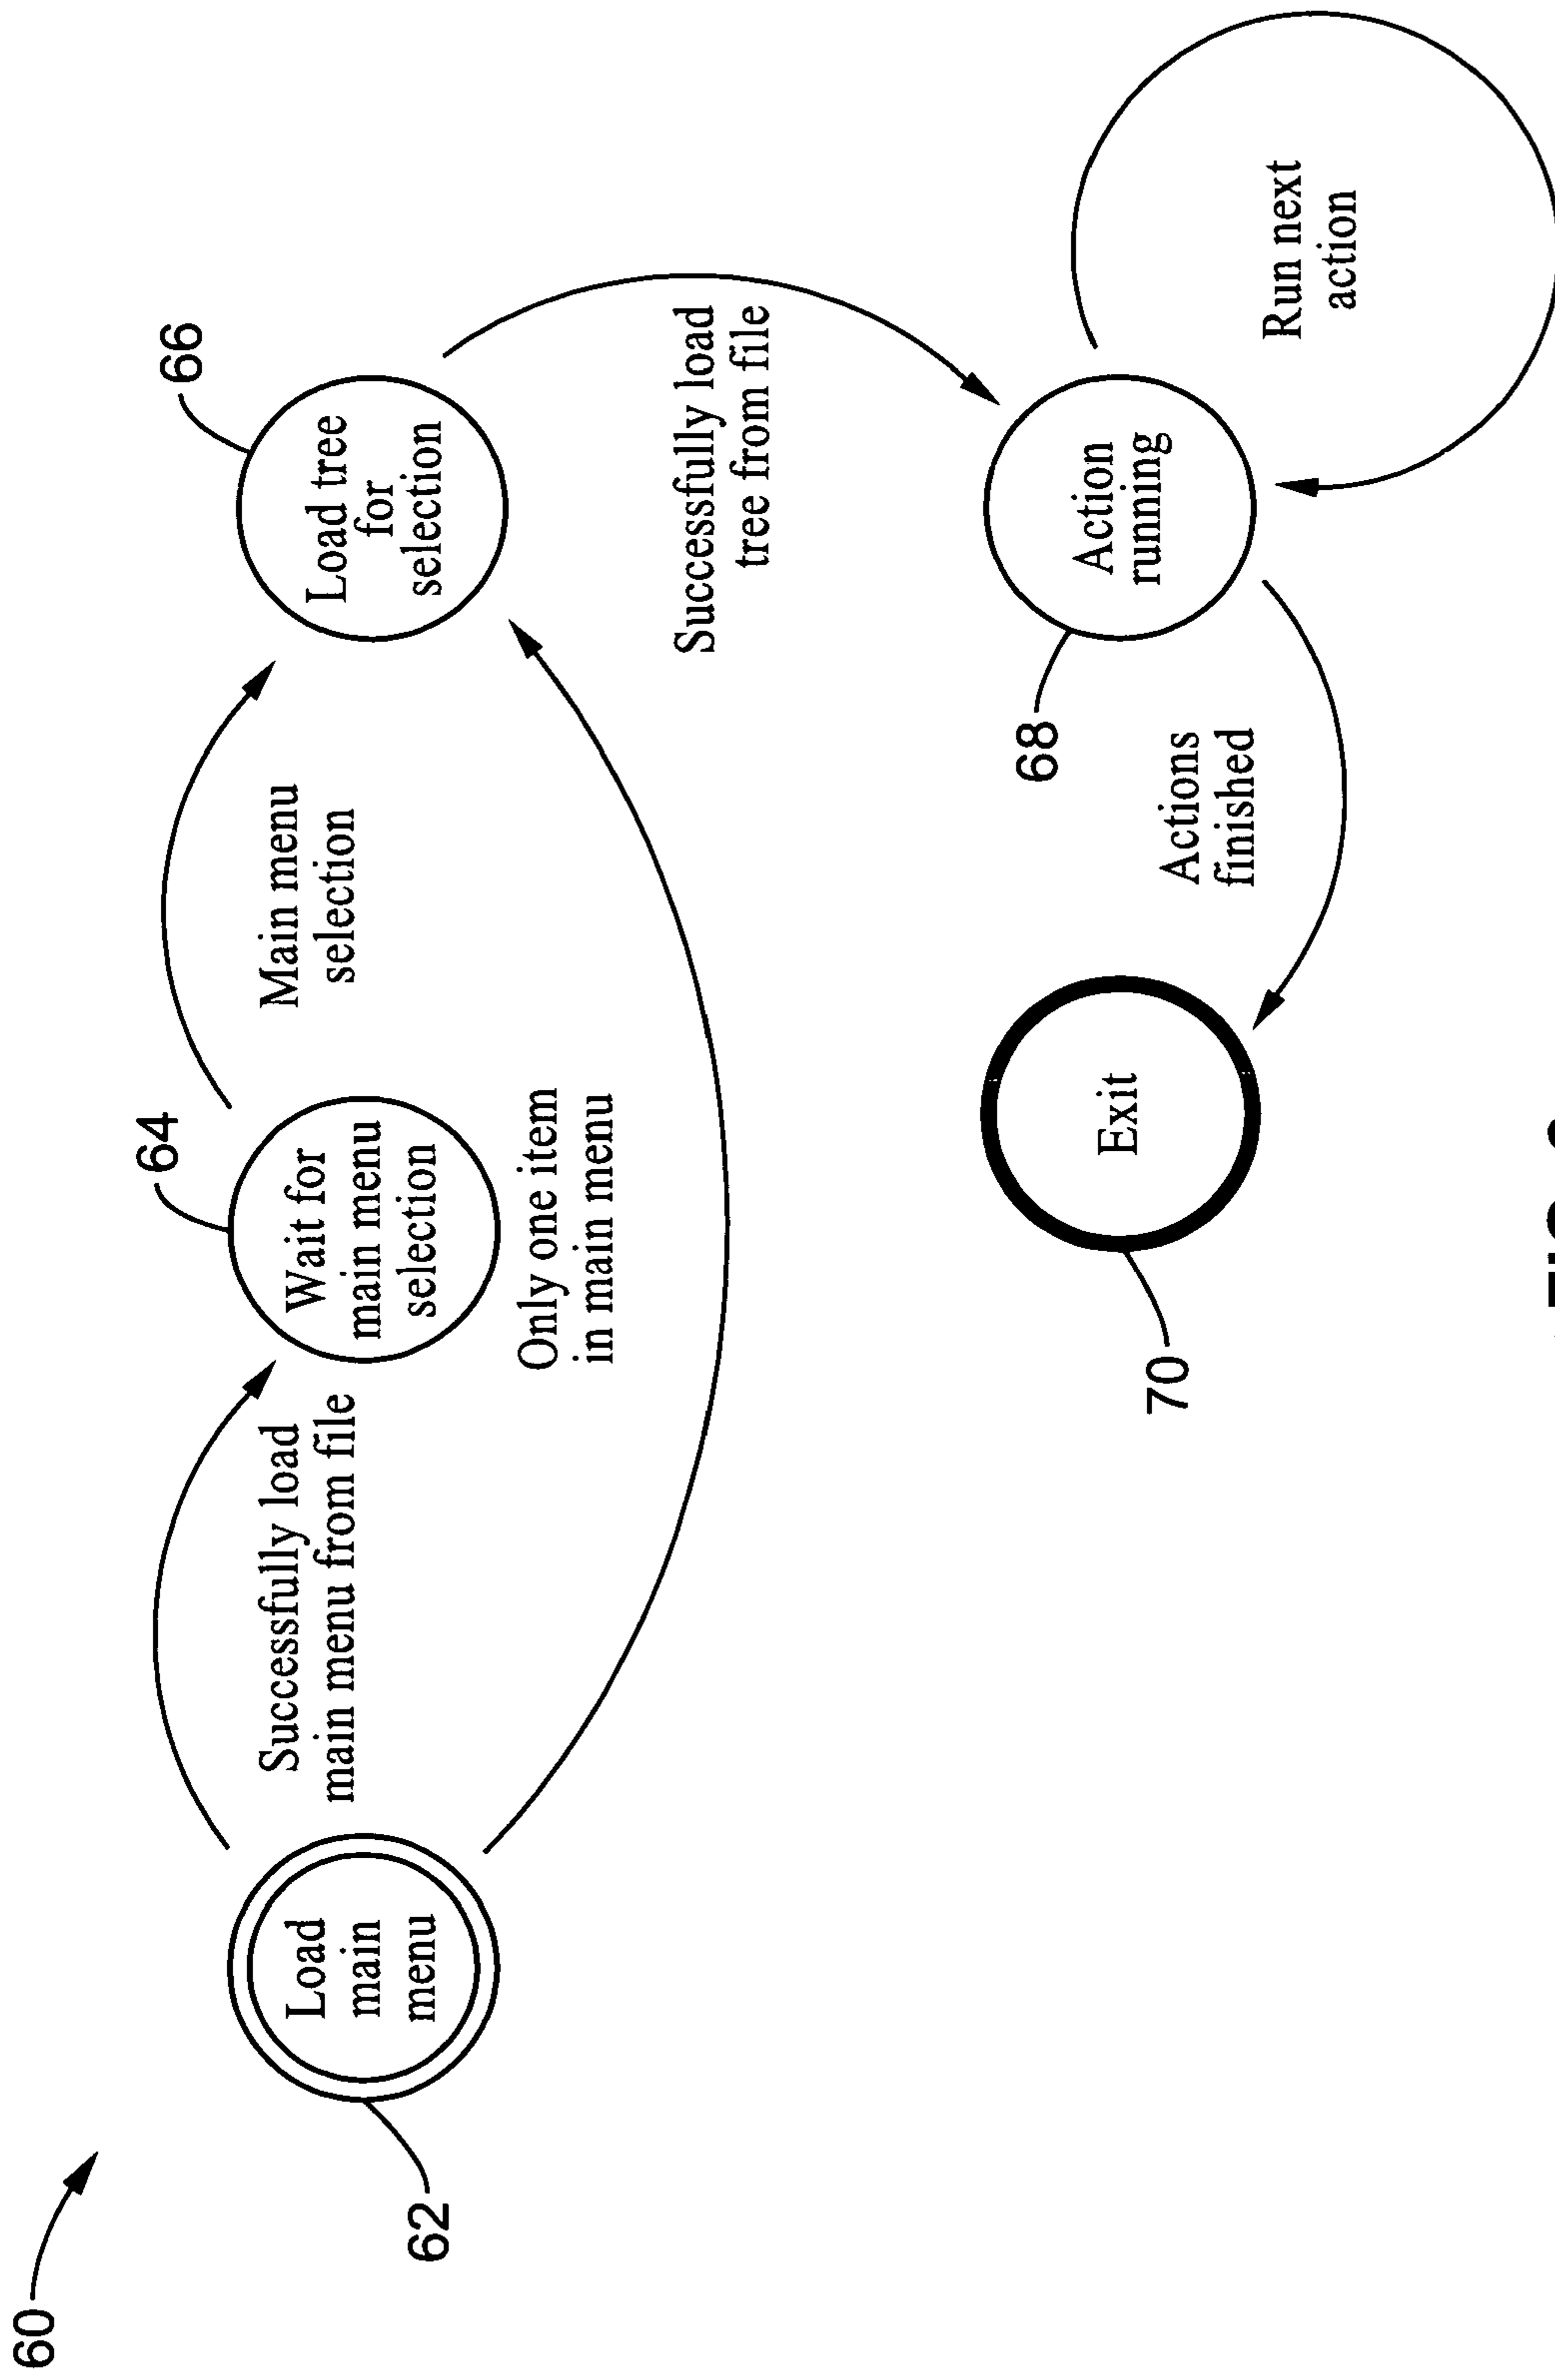 60
62
Load
main
menu
Successfully load
main menu from file
64
Wait for
main menu
selection
Only one item
in main menu
Main menu
selection
66
Load tree
for
selection
Successfully load
tree from file
68
Action
running
Run next
action
Actions
finished
70
Exit